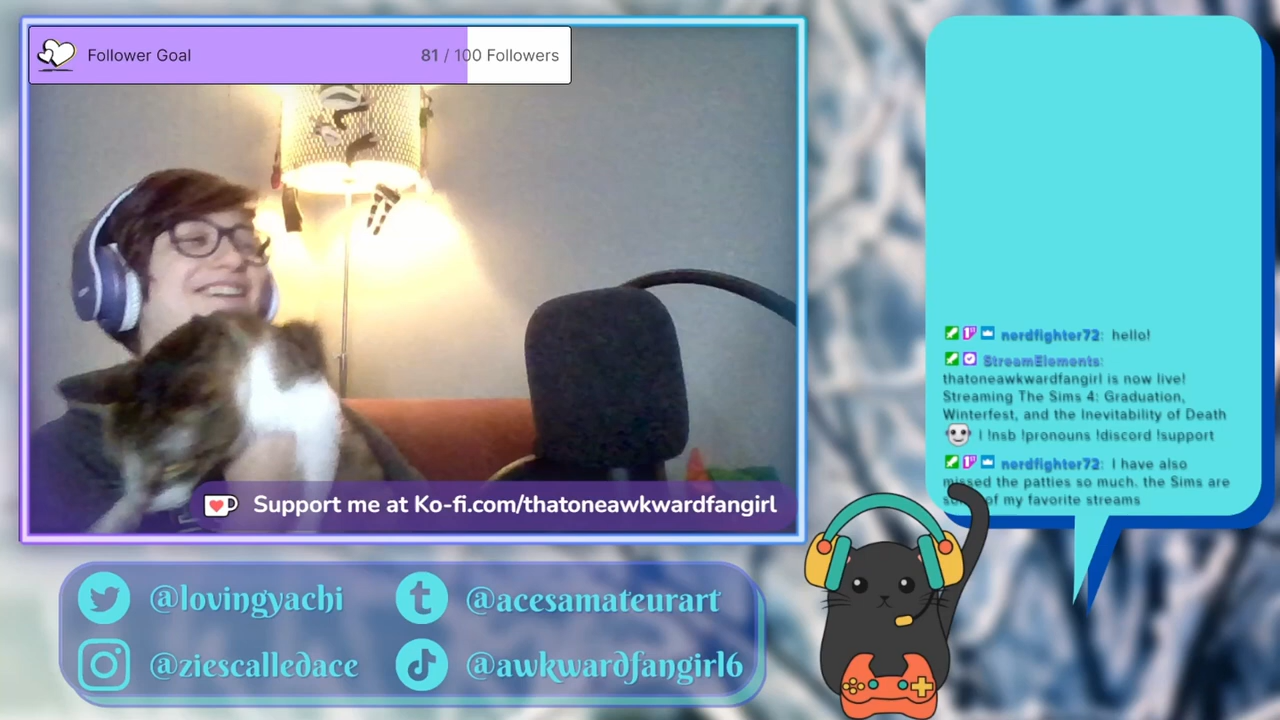 Follower Goal 81 / 100 Followers
Support me at Ko-fi.com/thatoneawkwardfangirl
@lovingyachi
@acesamateurart
@ziescalledace
@awkwardfangirl6
nerdfighter72: hello!
StreamElements:
thatoneawkwardfangirl is now live!
Streaming The Sims 4: Graduation,
Winterfest, and the Inevitability of Death
| !nsb !pronouns !discord !support
nerdfighter72: I have also
missed the patties so much. the Sims are
of my favorite streams